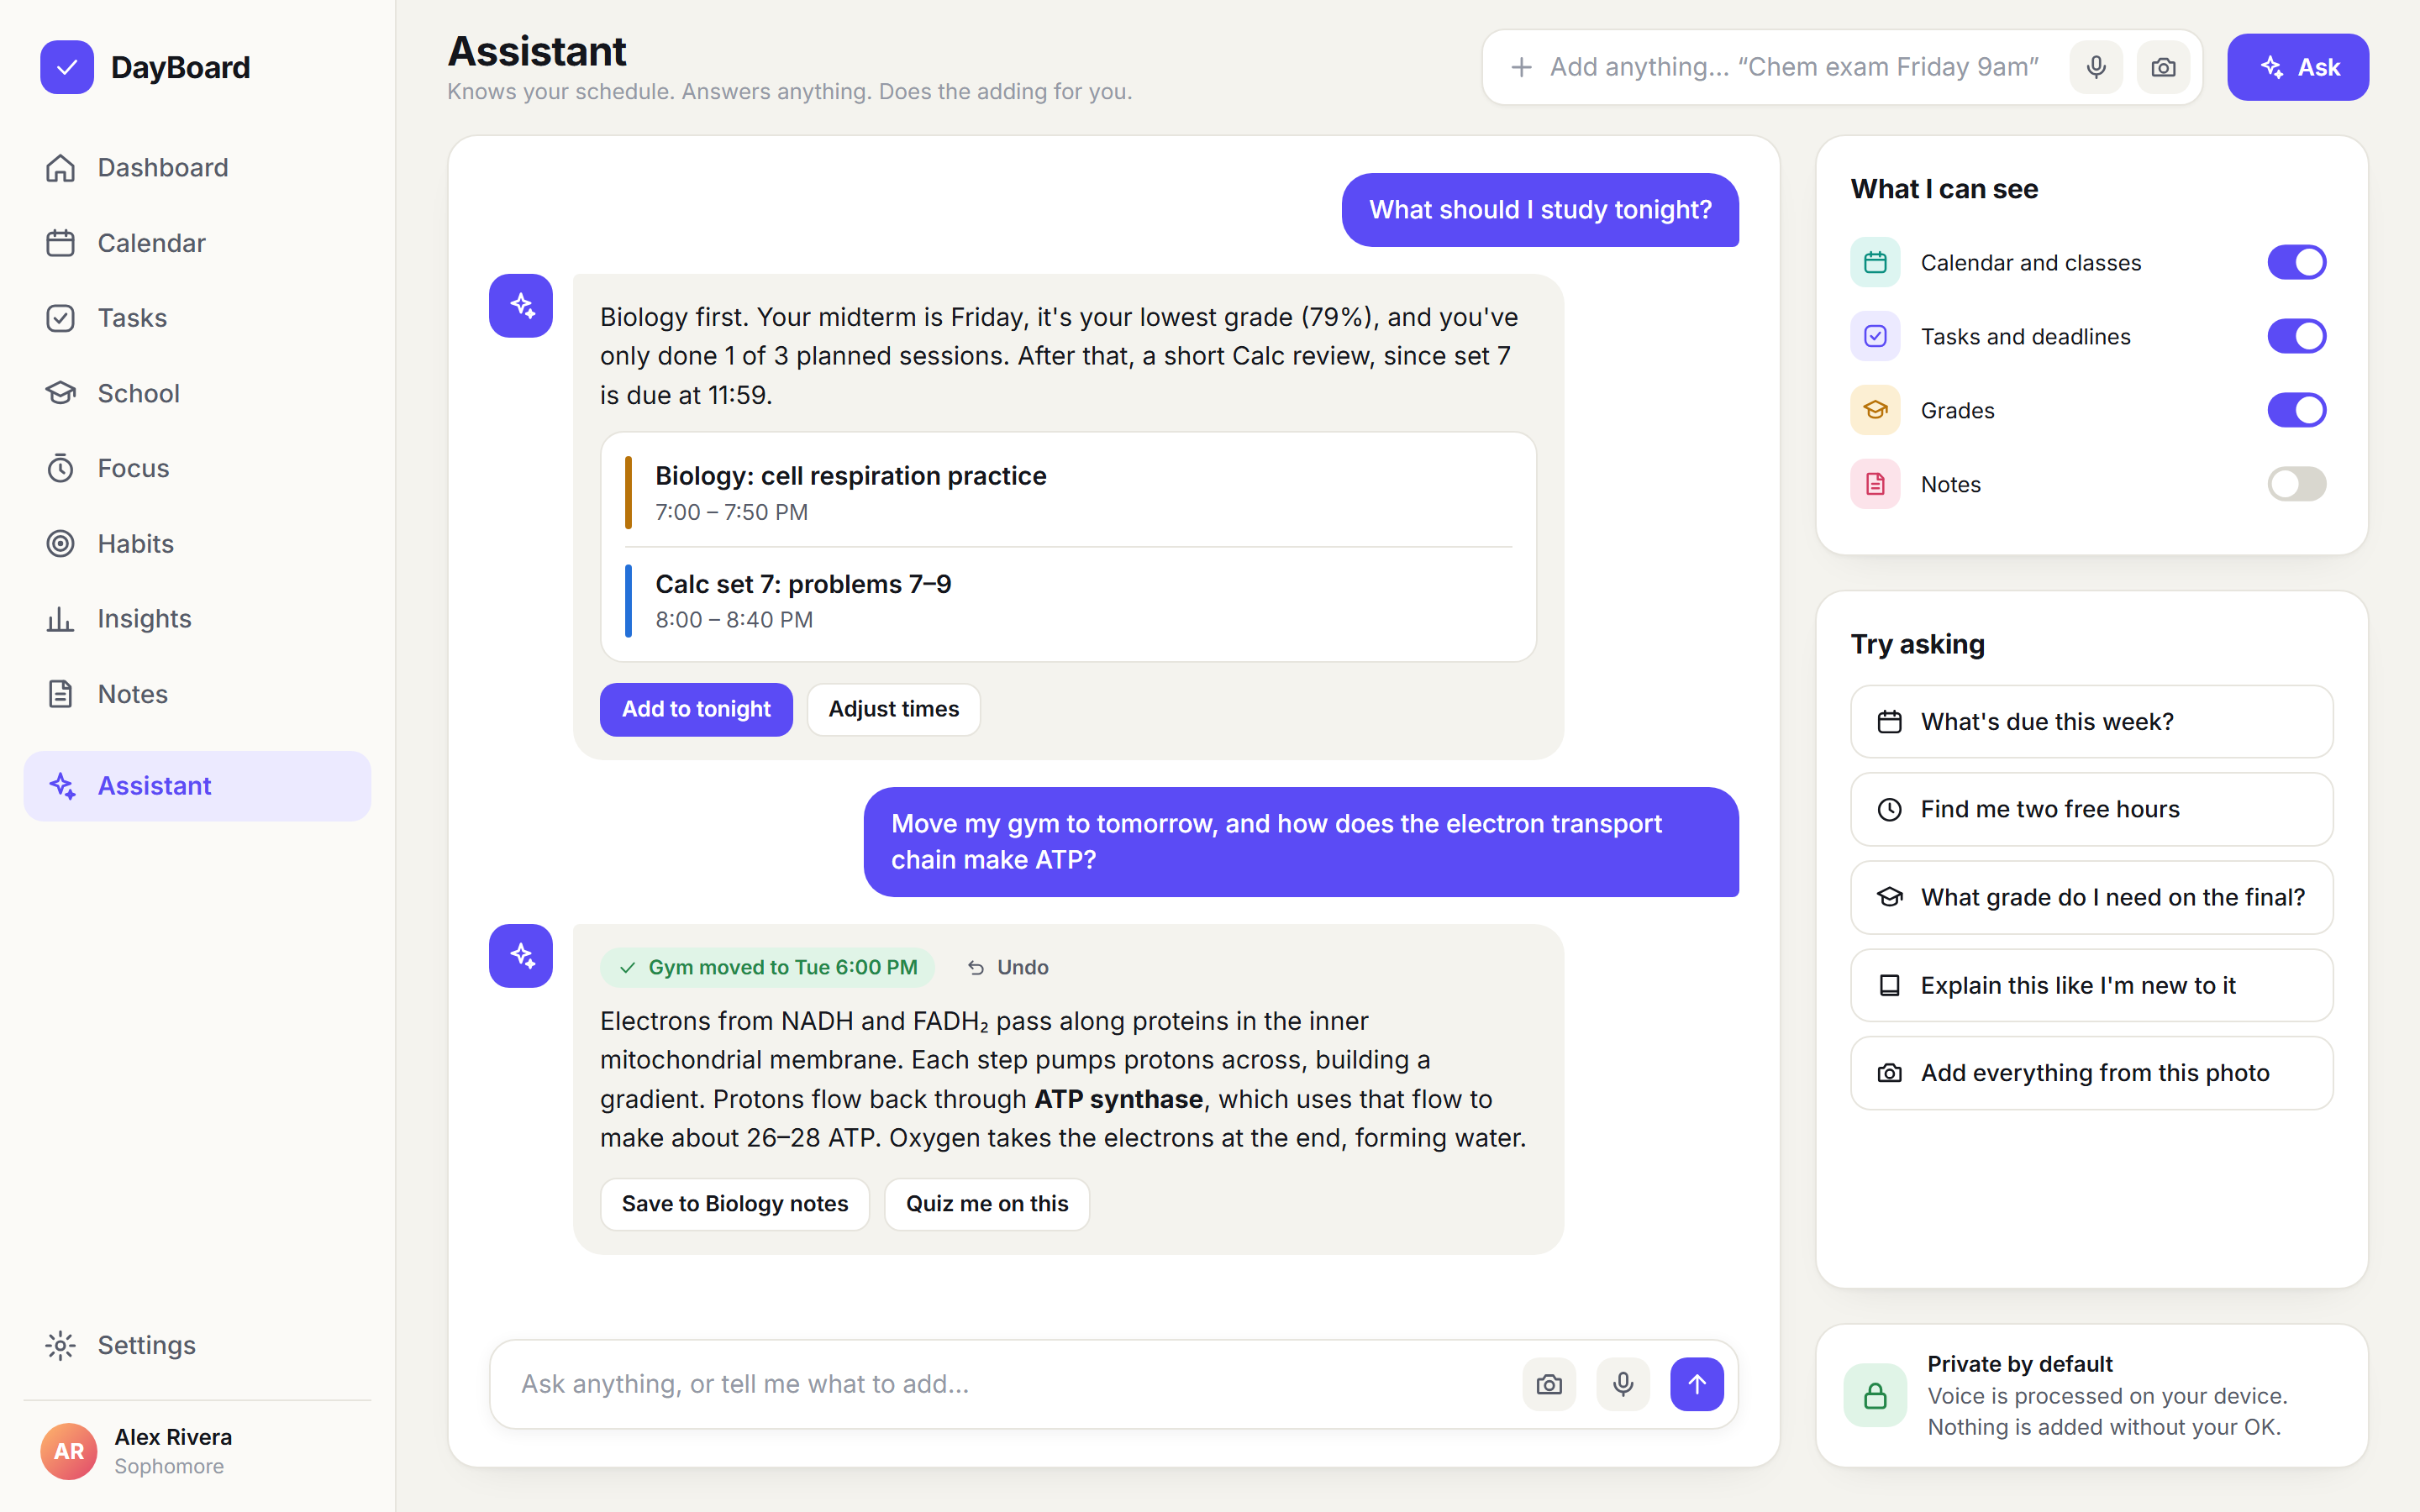 DayBoard
Dashboard
Calendar
Tasks
School
Focus
Habits
Insights
Notes
Assistant
Settings
AR
Alex Rivera
Sophomore
Assistant
Knows your schedule. Answers anything. Does the adding for you.
Add anything... “Chem exam Friday 9am”
Ask
What should I study tonight?
Biology first. Your midterm is Friday, it's your lowest grade (79%), and you've
only done 1 of 3 planned sessions. After that, a short Calc review, since set 7
is due at 11:59.
Biology: cell respiration practice
7:00 – 7:50 PM
Calc set 7: problems 7–9
8:00 – 8:40 PM
Add to tonight
Adjust times
Move my gym to tomorrow, and how does the electron transport
chain make ATP?
Gym moved to Tue 6:00 PM
Undo
Electrons from NADH and FADH₂ pass along proteins in the inner
mitochondrial membrane. Each step pumps protons across, building a
gradient. Protons flow back through ATP synthase, which uses that flow to
make about 26–28 ATP. Oxygen takes the electrons at the end, forming water.
Save to Biology notes
Quiz me on this
Ask anything, or tell me what to add...
What I can see
Calendar and classes
Tasks and deadlines
Grades
Notes
Try asking
What's due this week?
Find me two free hours
What grade do I need on the final?
Explain this like I'm new to it
Add everything from this photo
Private by default
Voice is processed on your device.
Nothing is added without your OK.